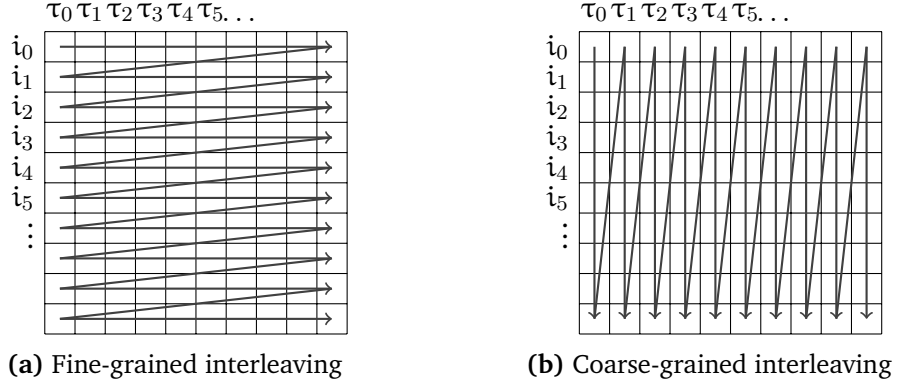 τ₀ τ₁ τ₂ τ₃ τ₄ τ₅...
i₀
i₁
i₂
i₃
i₄
i₅
⋮
(a) Fine-grained interleaving
τ₀ τ₁ τ₂ τ₃ τ₄ τ₅...
i₀
i₁
i₂
i₃
i₄
i₅
⋮
(b) Coarse-grained interleaving